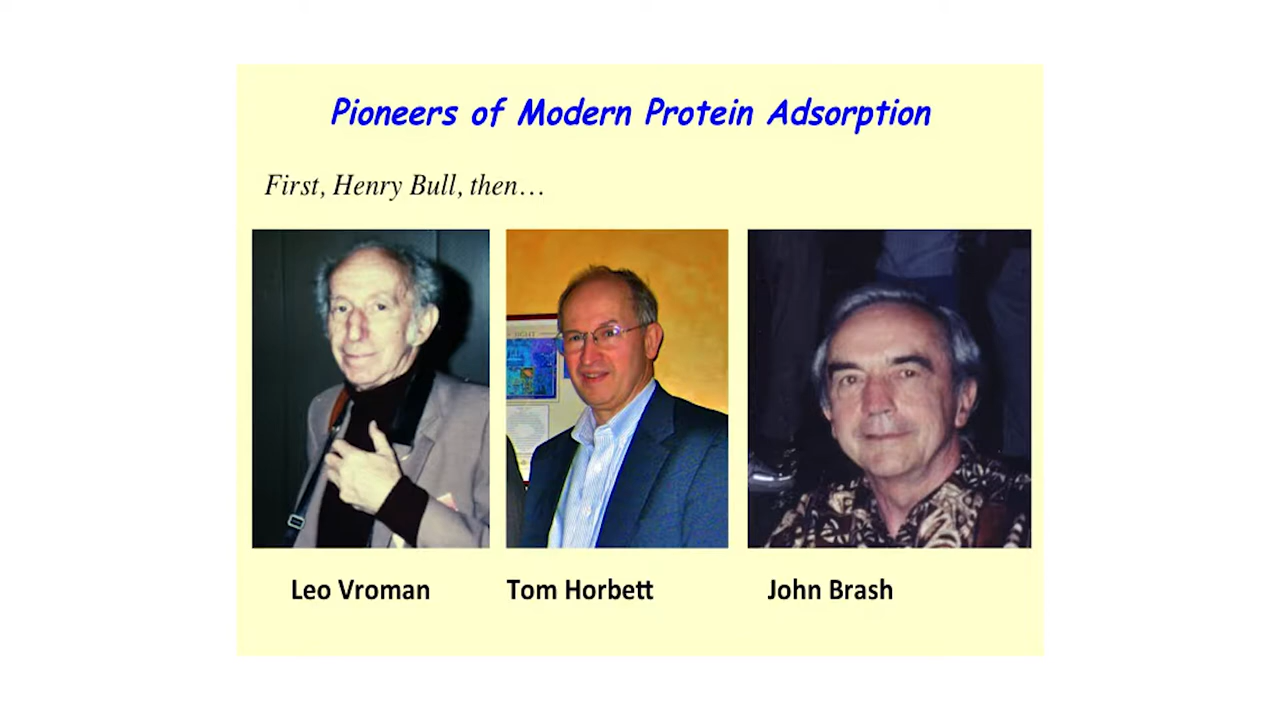 Pioneers of Modern Protein Adsorption
First, Henry Bull, then…
Leo Vroman
Tom Horbett
John Brash